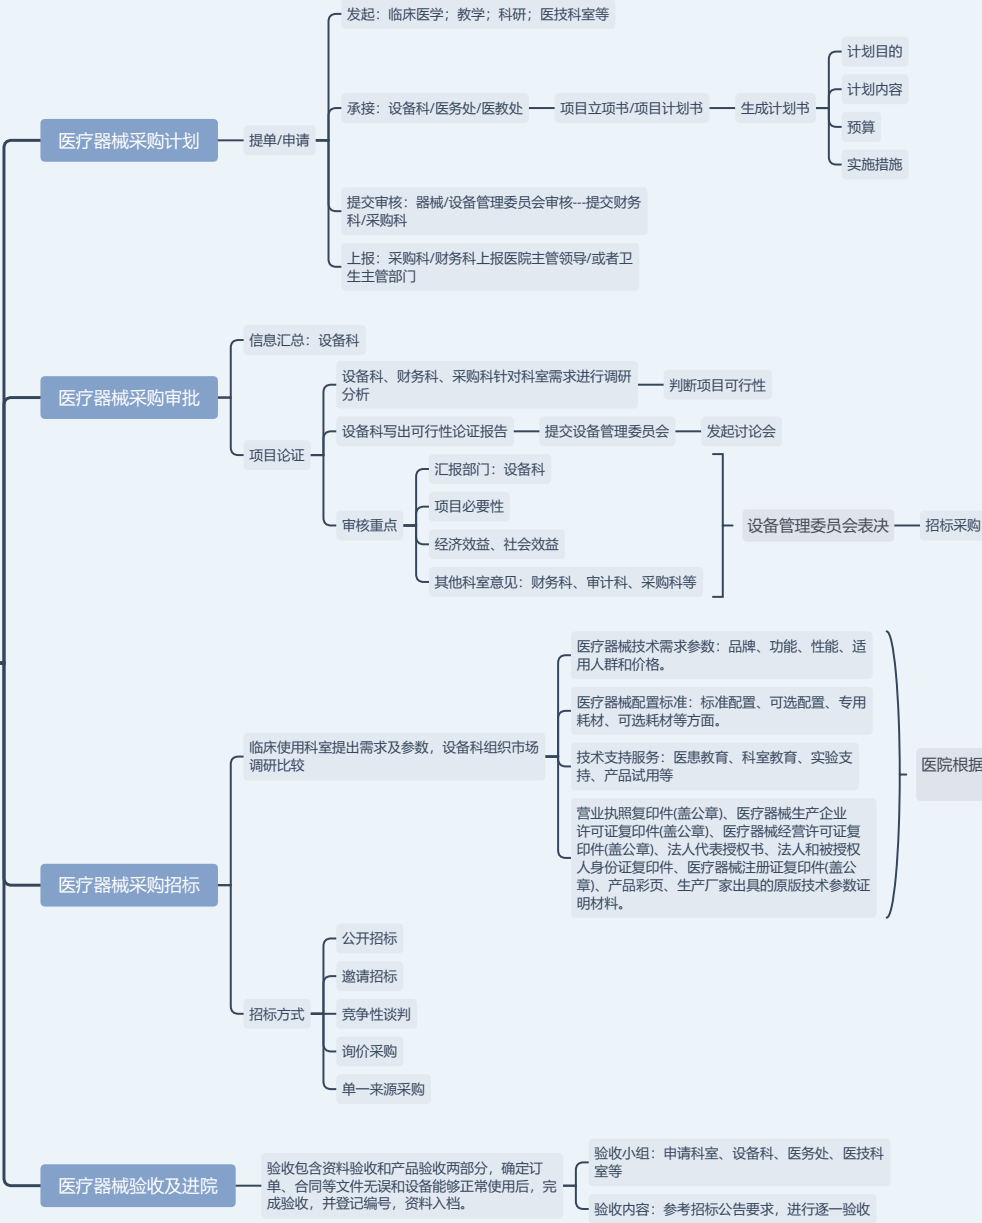 医疗器械采购计划
提单/申请
发起：临床医学；教学；科研；医技科室等
承接：设备科/医务处/医教处
项目立项书/项目计划书
生成计划书
计划目的
计划内容
预算
实施措施
提交审核：器械/设备管理委员会审核---提交财务
科/采购科
上报：采购科/财务科上报医院主管领导/或者卫
生主管部门
医疗器械采购审批
信息汇总：设备科
项目论证
设备科、财务科、采购科针对科室需求进行调研
分析
判断项目可行性
设备科写出可行性论证报告
提交设备管理委员会
发起讨论会
审核重点
汇报部门：设备科
项目必要性
经济效益、社会效益
其他科室意见：财务科、审计科、采购科等
设备管理委员会表决
招标采购
医疗器械采购招标
临床使用科室提出需求及参数，设备科组织市场
调研比较
医疗器械技术需求参数：品牌、功能、性能、适
用人群和价格。
医疗器械配置标准：标准配置、可选配置、专用
耗材、可选耗材等方面。
技术支持服务：医患教育、科室教育、实验支
持、产品试用等
营业执照复印件(盖公章)、医疗器械生产企业
许可证复印件(盖公章)、医疗器械经营许可证复
印件(盖公章)、法人代表授权书、法人和被授权
人身份证复印件、医疗器械注册证复印件(盖公
章)、产品彩页、生产厂家出具的原版技术参数证
明材料。
医院根据
招标方式
公开招标
邀请招标
竞争性谈判
询价采购
单一来源采购
医疗器械验收及进院
验收包含资料验收和产品验收两部分，确定订
单、合同等文件无误和设备能够正常使用后，完
成验收，并登记编号，资料入档。
验收小组：申请科室、设备科、医务处、医技科
室等
验收内容：参考招标公告要求，进行逐一验收